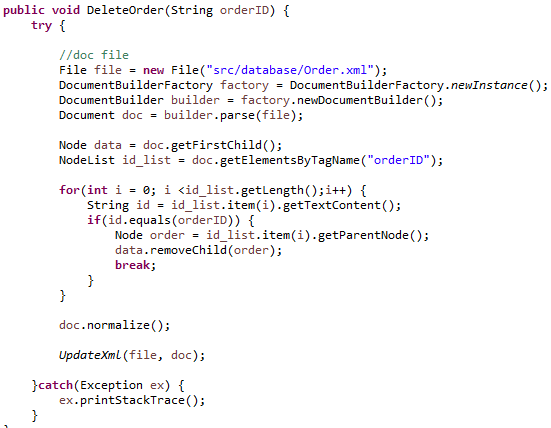 public void DeleteOrder(String orderID) {
    try {

        //doc file
        File file = new File("src/database/Order.xml");
        DocumentBuilderFactory factory = DocumentBuilderFactory.newInstance();
        DocumentBuilder builder = factory.newDocumentBuilder();
        Document doc = builder.parse(file);

        Node data = doc.getFirstChild();
        NodeList id_list = doc.getElementsByTagName("orderID");

        for(int i = 0; i <id_list.getLength();i++) {
            String id = id_list.item(i).getTextContent();
            if(id.equals(orderID)) {
                Node order = id_list.item(i).getParentNode();
                data.removeChild(order);
                break;
            }
        }

        doc.normalize();

        UpdateXml(file, doc);

    }catch(Exception ex) {
        ex.printStackTrace();
    }